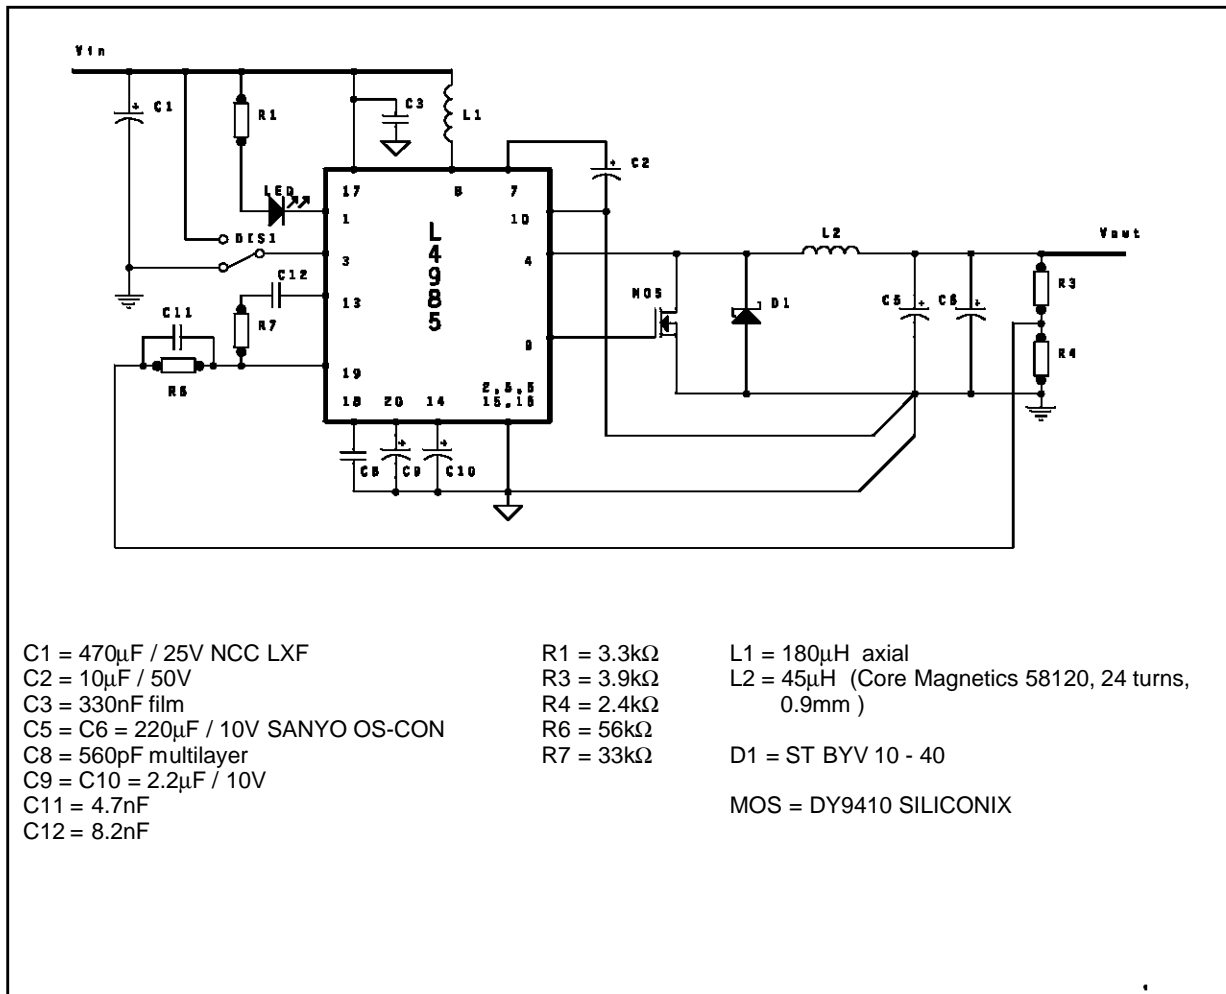 Vin
C1
R1
C3
L1
C2
17
8
7
LED
1
10
DIS1
L2
Vout
3
4
L
4
9
8
5
C12
13
MOS
D1
C5
C6
R3
C11
R7
9
R4
19
R6
18
20
14
2,5,6
15,16
C8
C9
C10
C1 = 470µF / 25V NCC LXF
C2 = 10µF / 50V
C3 = 330nF film
C5 = C6 = 220µF / 10V SANYO OS-CON
C8 = 560pF multilayer
C9 = C10 = 2.2µF / 10V
C11 = 4.7nF
C12 = 8.2nF
R1 = 3.3kΩ
R3 = 3.9kΩ
R4 = 2.4kΩ
R6 = 56kΩ
R7 = 33kΩ
L1 = 180µH axial
L2 = 45µH (Core Magnetics 58120, 24 turns,
0.9mm )
D1 = ST BYV 10 - 40
MOS = DY9410 SILICONIX